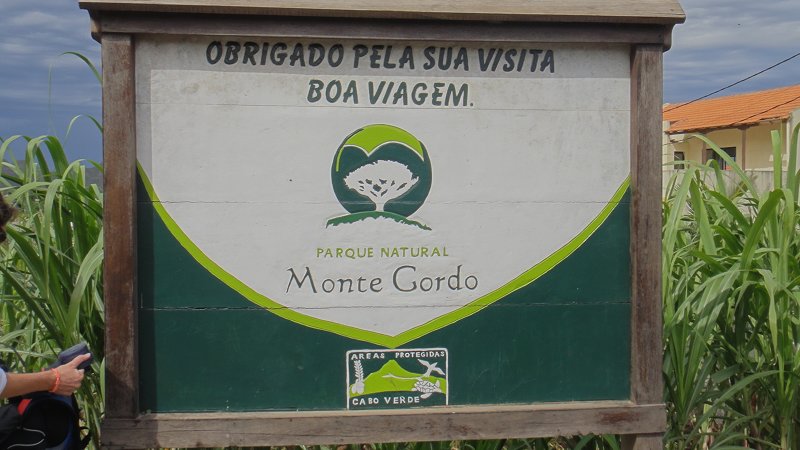 OBRIGADO PELA SUA VISITA
BOA VIAGEM.
PARQUE NATURAL
Monte Gordo
AREAS PROTEGIDAS
CABO VERDE